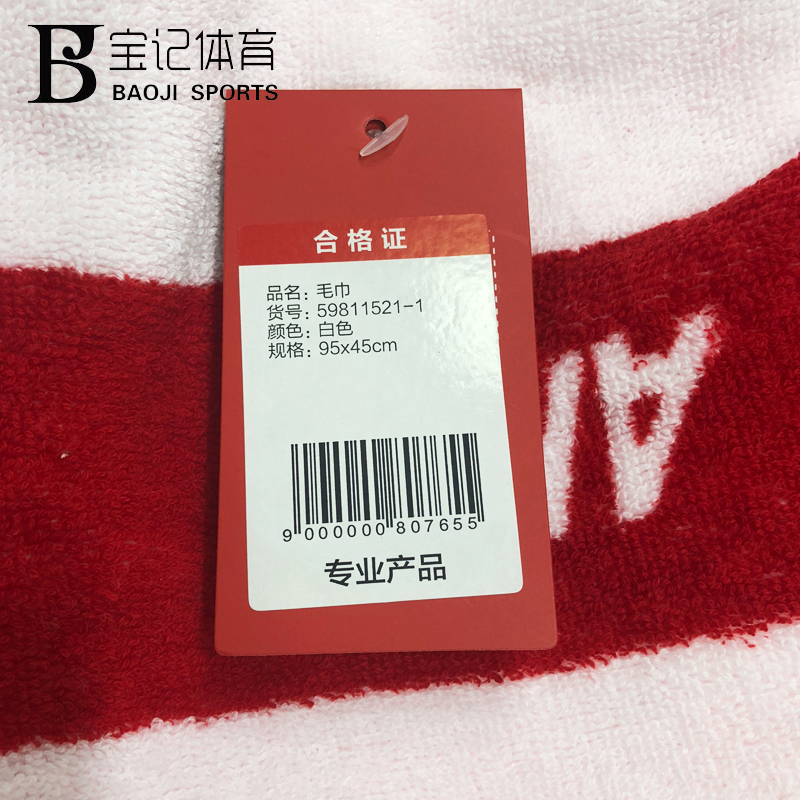 宝记体育
BAOJI SPORTS
合格证
品名: 毛巾
货号: 59811521-1
颜色: 白色
规格: 95x45cm
9 000000 807655
专业产品